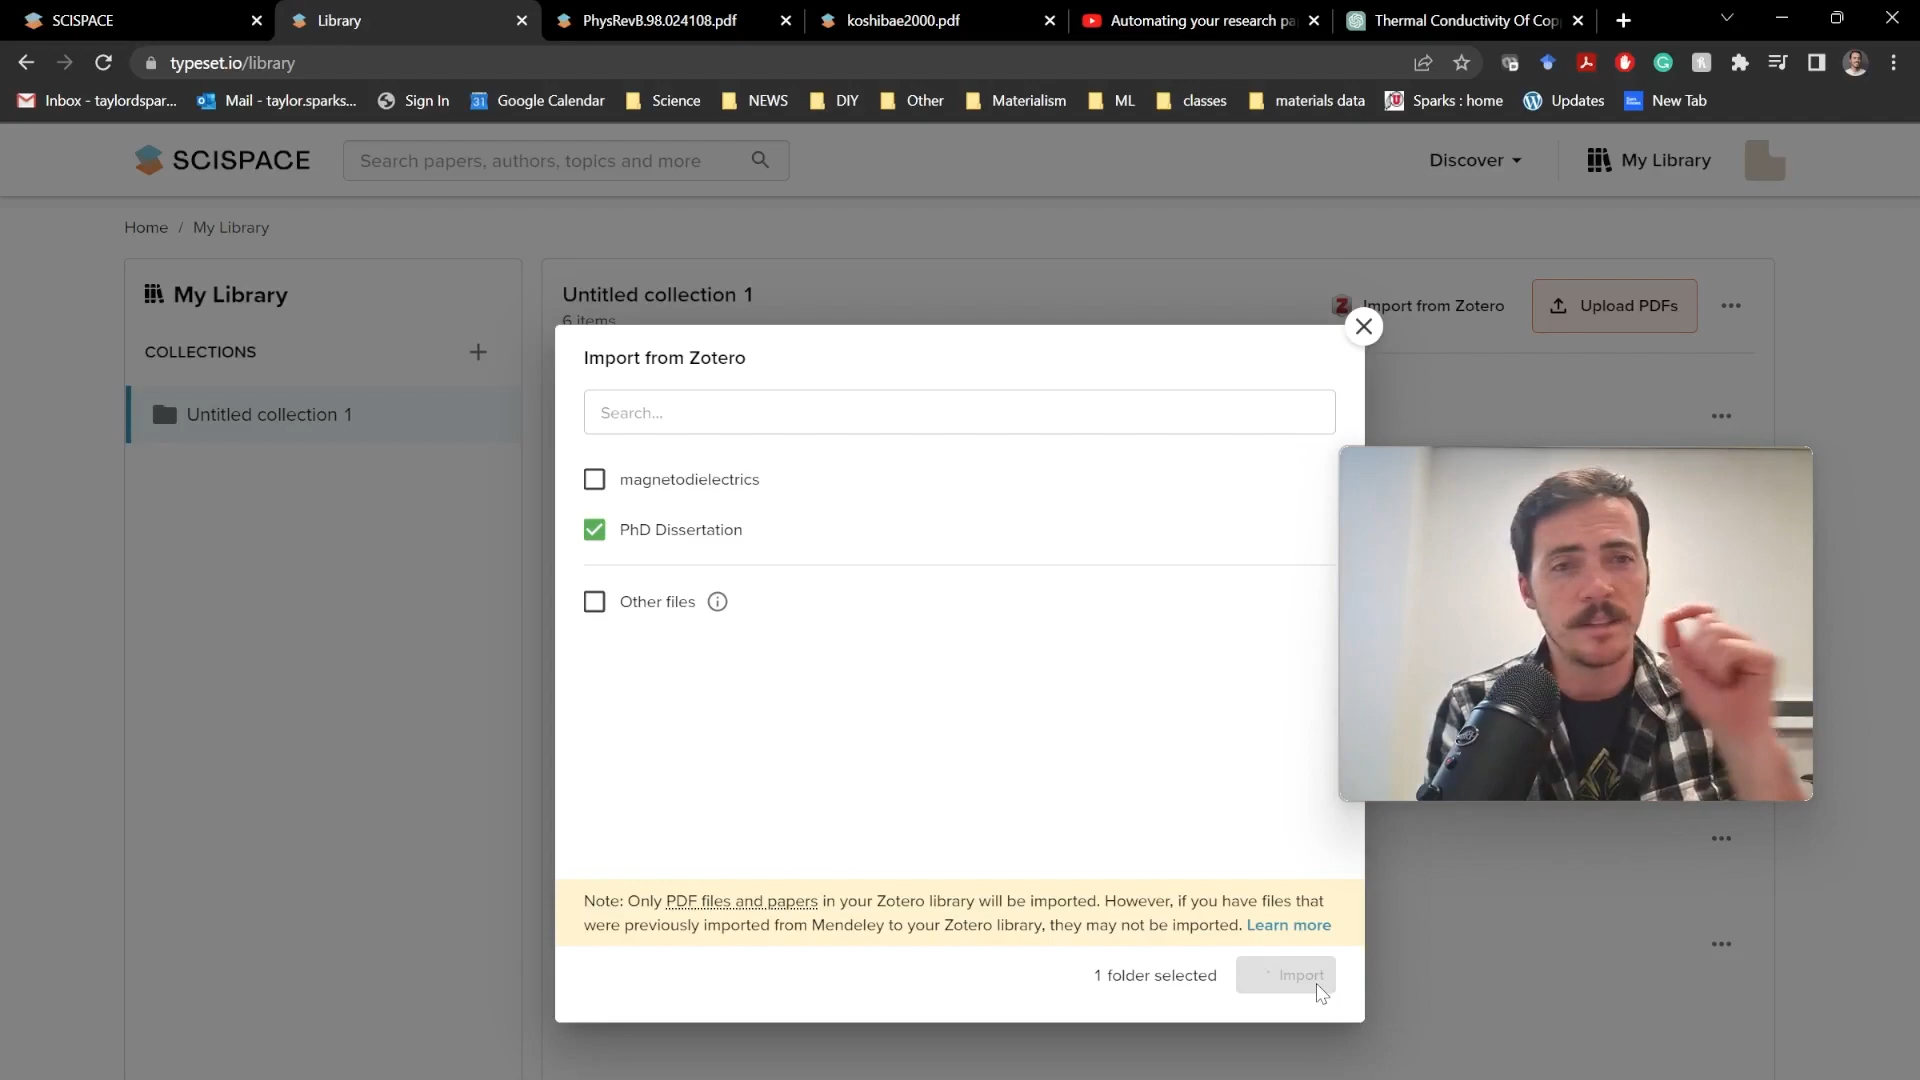 SCISPACE
Library
PhysRevB.98.024108.pdf
koshibae2000.pdf
Automating your research pa
Thermal Conductivity Of Cop
typeset.io/library
Inbox - taylordspar...
Mail - taylor.sparks...
Sign In
31
Google Calendar
Science
NEWS
DIY
Other
Materialism
ML
classes
materials data
Sparks : home
Updates
New Tab
SCISPACE
Search papers, authors, topics and more
Discover
My Library
Home / My Library
My Library
Untitled collection 1
Import from Zotero
Upload PDFs
6 items
COLLECTIONS
Untitled collection 1
Import from Zotero
Search...
magnetodielectrics
PhD Dissertation
Other files
Note: Only PDF files and papers in your Zotero library will be imported. However, if you have files that
were previously imported from Mendeley to your Zotero library, they may not be imported. Learn more
1 folder selected
Import